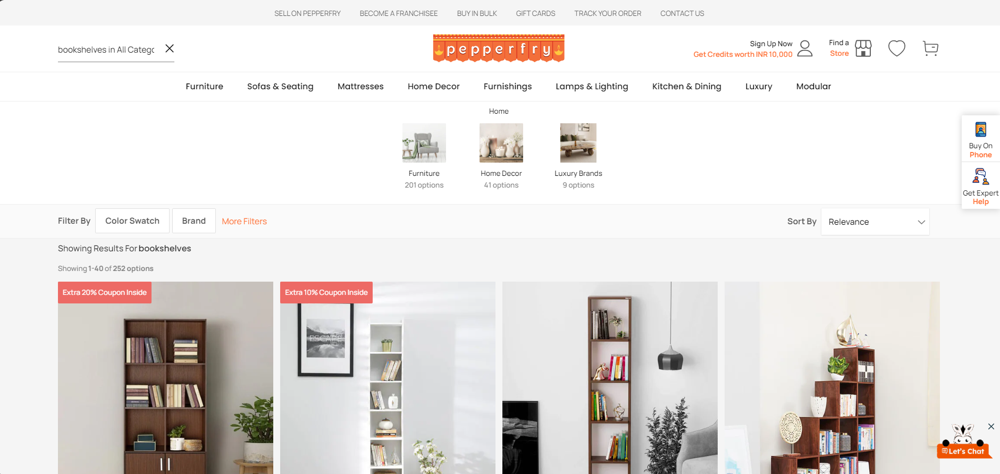 SELL ON PEPPERFRY BECOME A FRANCHISEE BUY IN BULK GIFT CARDS TRACK YOUR ORDER CONTACT US
bookshelves in All Catego
pepperfry
Sign Up Now
Get Credits worth INR 10,000
Find a
Store
Furniture Sofas & Seating Mattresses Home Decor Furnishings Lamps & Lighting Kitchen & Dining Luxury Modular
Home
Furniture
201 options
Home Decor
41 options
Luxury Brands
9 options
Buy On
Phone
Get Expert
Help
Filter By Color Swatch Brand More Filters
Sort By Relevance
Showing Results For bookshelves
Showing 1-40 of 252 options
Extra 20% Coupon Inside
Extra 10% Coupon Inside
ESCAPE
Let's Chat